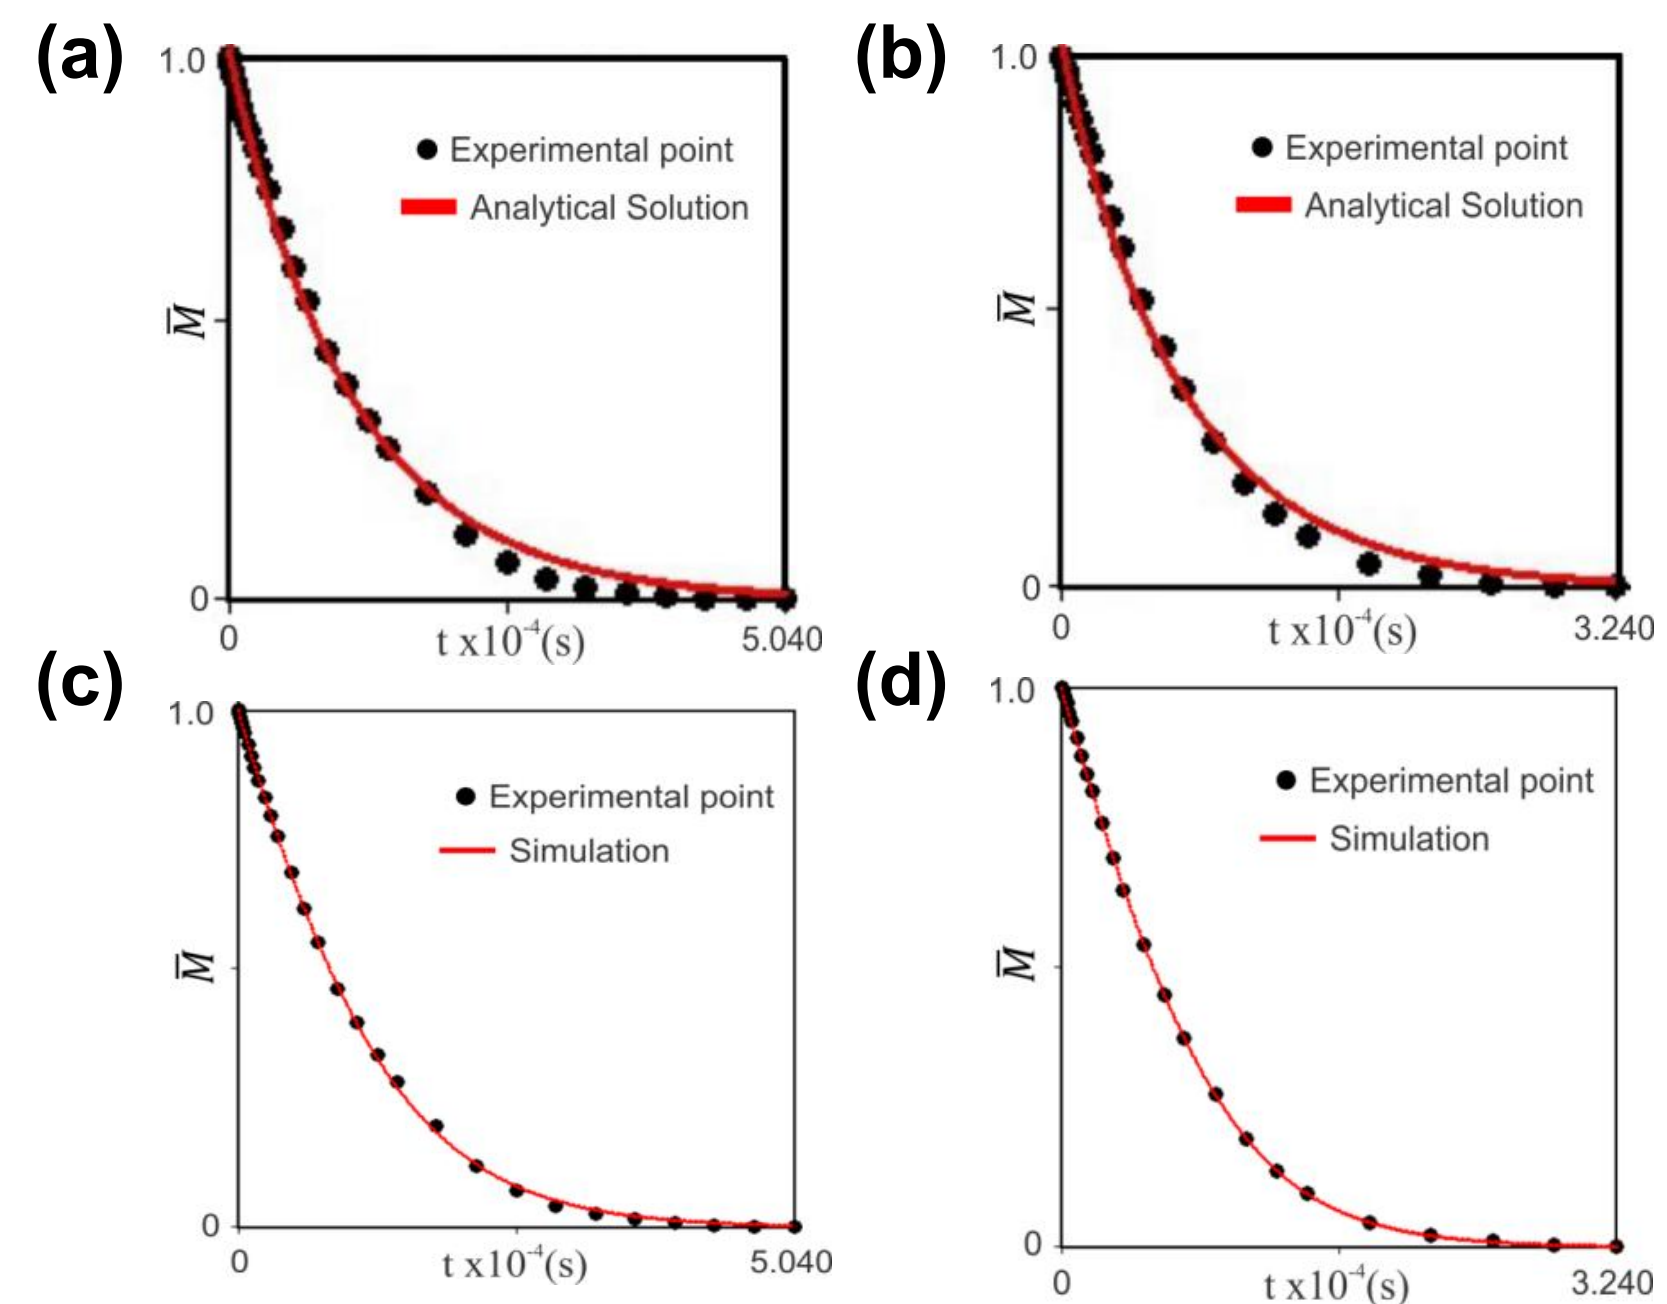 (a)
1.0
Experimental point
Analytical Solution
M̅
0
0
t x10⁻⁴(s)
5.040
(b)
1.0
Experimental point
Analytical Solution
M̅
0
0
t x10⁻⁴(s)
3.240
(c)
1.0
Experimental point
Simulation
M̅
0
0
t x10⁻⁴(s)
5.040
(d)
1.0
Experimental point
Simulation
M̅
0
0
t x10⁻⁴(s)
3.240